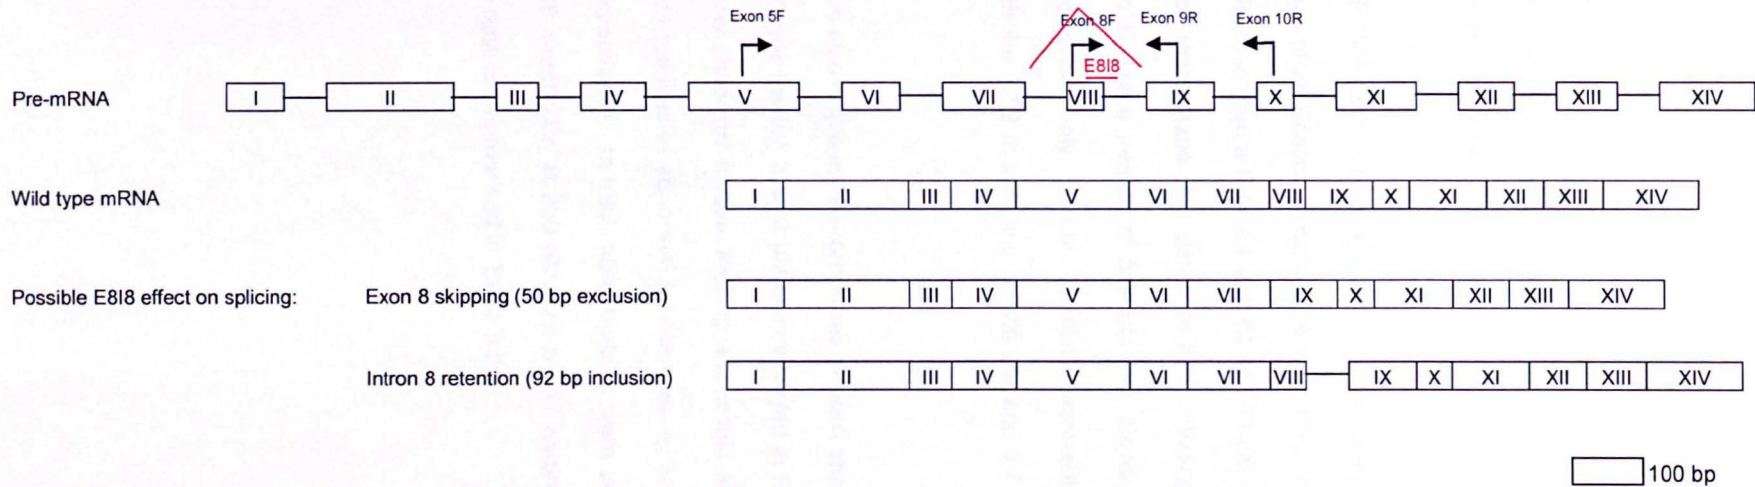 Exon 5F Exon 8F Exon 9R Exon 10R
E8I8
Pre-mRNA I II III IV V VI VII VIII IX X XI XII XIII XIV
Wild type mRNA I II III IV V VI VII VIII IX X XI XII XIII XIV
Possible E8I8 effect on splicing: Exon 8 skipping (50 bp exclusion) I II III IV V VI VII IX X XI XII XIII XIV
Intron 8 retention (92 bp inclusion) I II III IV V VI VII VIII IX X XI XII XIII XIV
100 bp